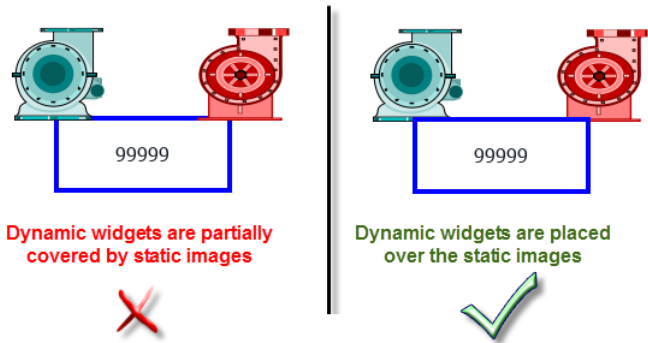 99999
Dynamic widgets are partially
covered by static images
99999
Dynamic widgets are placed
over the static images